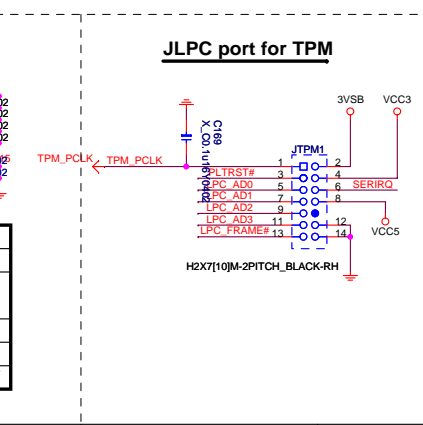 JLPC port for TPM
3VSB
VCC3
C169
X_C0.1u16Y0402
TPM_PCLK
TPM_PCLK
JTPM1
1
2
PLTRST#
3
4
LPC_AD0
5
6
SERIRQ
LPC_AD1
7
8
LPC_AD2
9
LPC_AD3
11
12
VCC5
LPC_FRAME#
13
14
H2X7[10]M-2PITCH_BLACK-RH